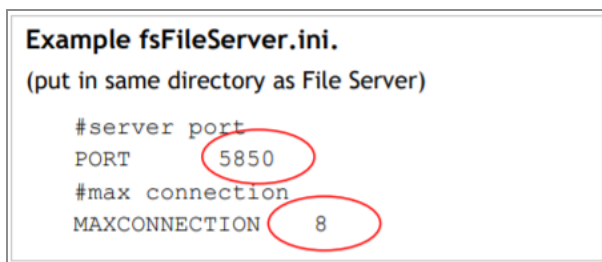 Example fsFileServer.ini.
(put in same directory as File Server)
#server port
PORT 5850
#max connection
MAXCONNECTION 8